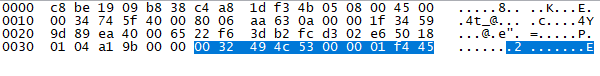 0000 c8 be 19 09 b8 38 c4 a8 1d f3 4b 05 08 00 45 00 .....8.. ..K...E.
0010 00 34 74 5f 40 00 80 06 aa 63 0a 00 00 1f 34 59 .4t_@... .c....4Y
0020 9d 89 ea 40 00 65 22 f6 3d b2 fc d3 02 e6 50 18 ...@.e". =.....P.
0030 01 04 a1 9b 00 00 00 32 49 4c 53 00 00 01 f4 45 .......2 .......E